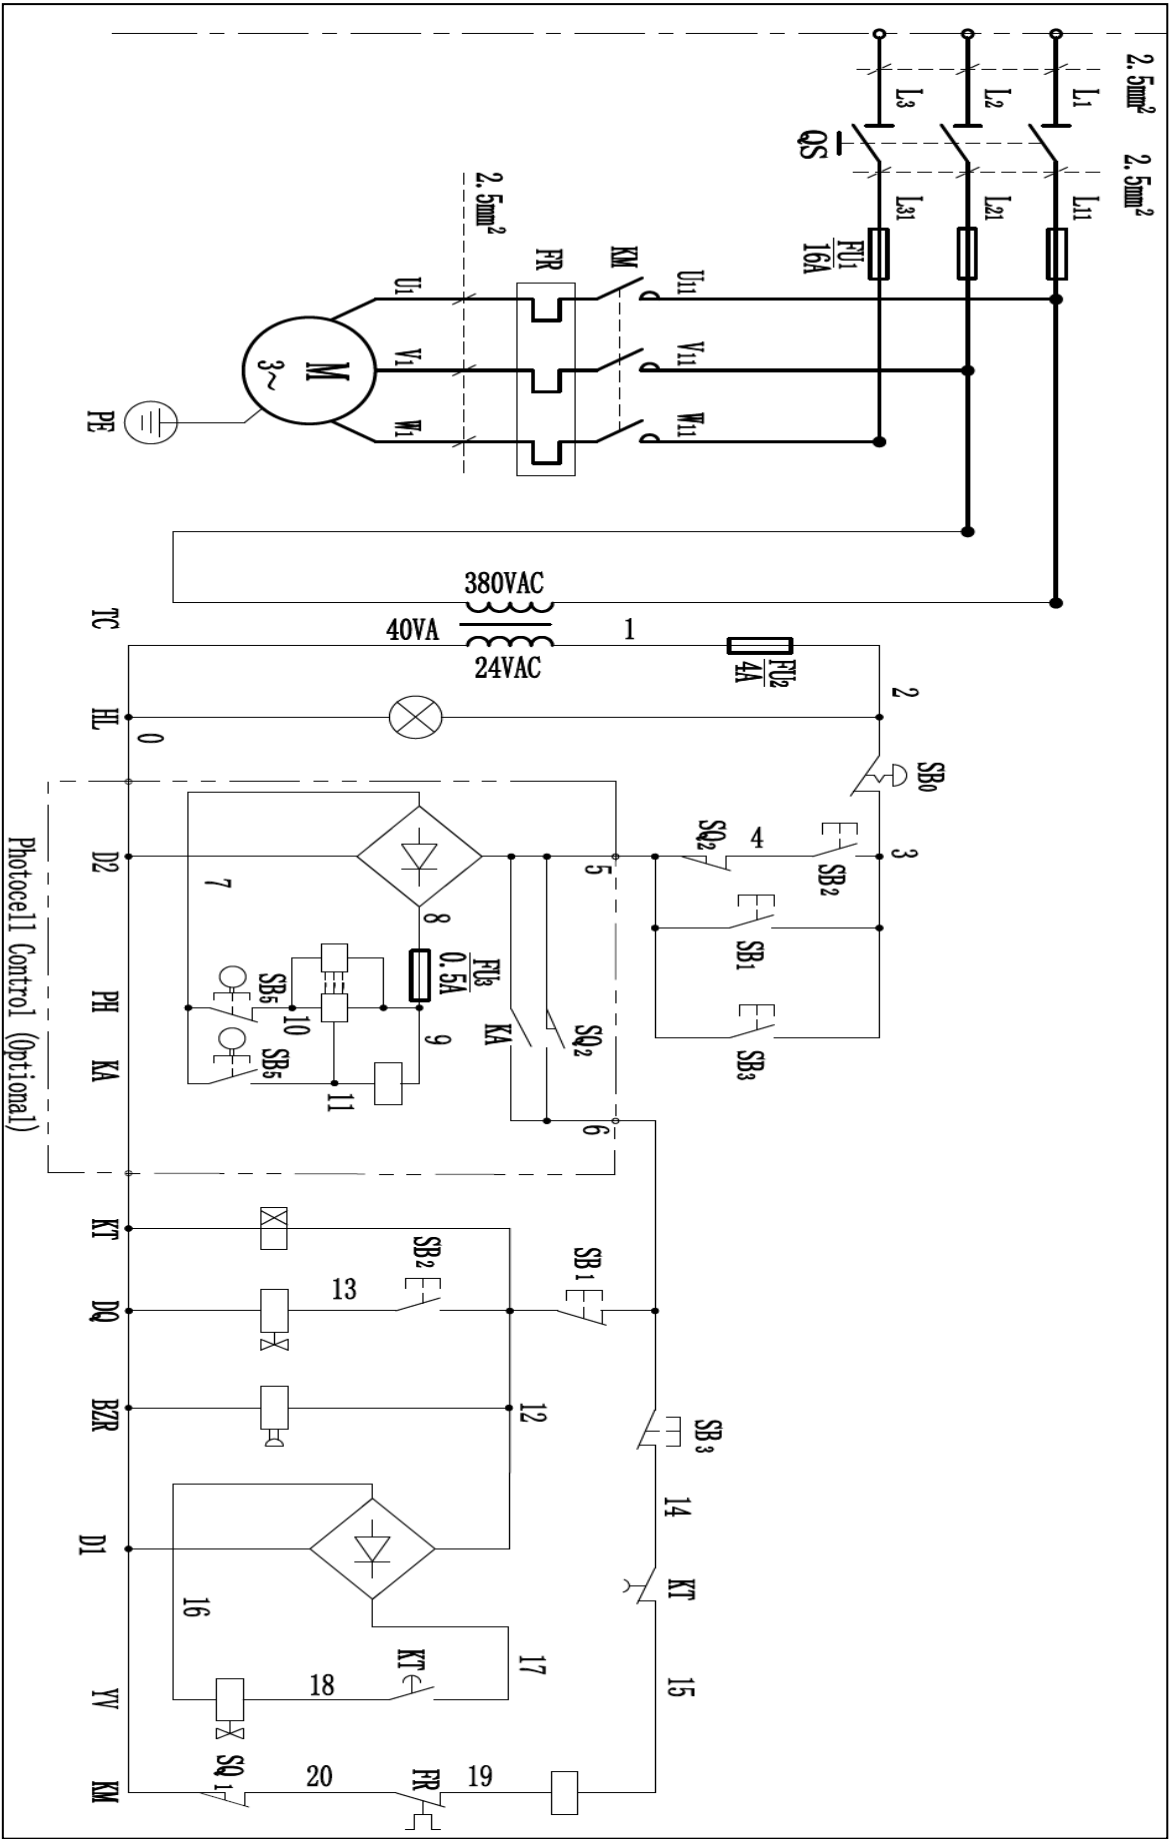 2.5mm²
2.5mm²
L1
L2
L3
QS
L11
L21
L31
FU1
16A
U11
V11
W11
KM
FR
2.5mm²
U1
V1
W1
M
3~
PE
380VAC
TC
40VA
24VAC
1
FU2
4A
2
HL
0
SB0
3
SB2
4
SQ2
SB1
SB3
5
D2
7
8
FU3
0.5A
9
SB5
10
PH
SB5
11
KA
KA
SQ2
6
Photocell Control (Optional)
KT
SB2
13
DQ
SB1
12
BZR
SB3
14
D1
16
KT
15
17
KT
18
YV
SQ1
20
FR
19
KM